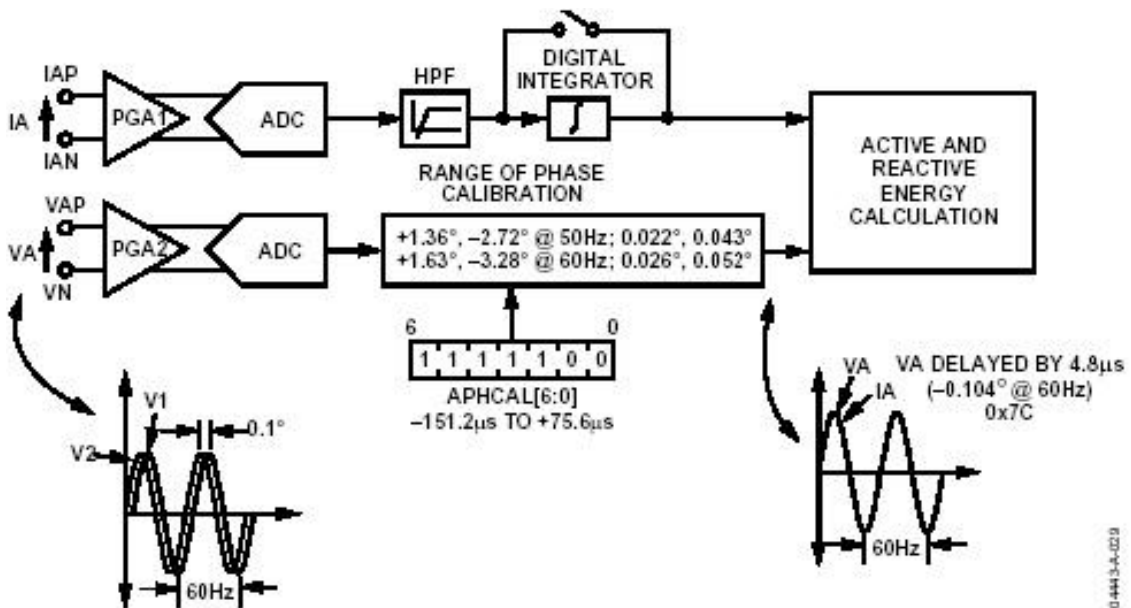 IAP
IA
IAN
PGA1
ADC
HPF
DIGITAL
INTEGRATOR
ACTIVE AND
REACTIVE
ENERGY
CALCULATION
RANGE OF PHASE
CALIBRATION
VAP
VA
VN
PGA2
ADC
+1.36°, –2.72° @ 50Hz; 0.022°, 0.043°
+1.63°, –3.28° @ 60Hz; 0.026°, 0.052°
6 0
1 1 1 1 1 0 0
APHCAL[6:0]
–151.2µs TO +75.6µs
V1
V2
0.1°
60Hz
VA
IA
VA DELAYED BY 4.8µs
(–0.104° @ 60Hz)
0x7C
60Hz
04443-A-029